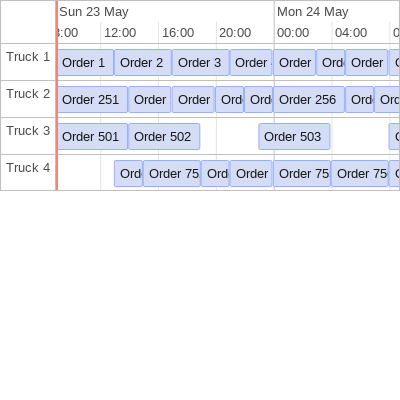 Sun 23 May Mon 24 May
:00 12:00 16:00 20:00 00:00 04:00
Truck 1 Order 1 Order 2 Order 3 Order Order Ord Order
Truck 2 Order 251 Order Order Ord Ord Order 256 Ord Ord
Truck 3 Order 501 Order 502 Order 503
Truck 4 Ord Order 75 Ord Order Order 75 Order 75